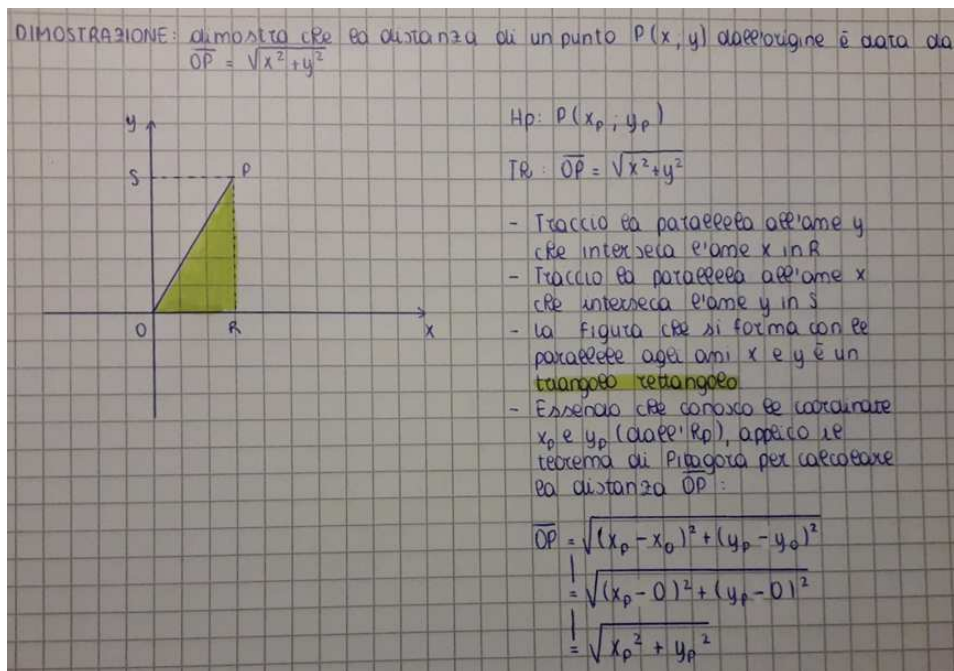 DIMOSTRAZIONE: dimostra che la distanza di un punto P(x; y) dall'origine è data da
OP = √x²+y²
Hp: P(xₚ; yₚ)
Th: OP = √x²+y²
y
S
P
O
R
x
- Traccio la parallela all'asse y
che interseca l'asse x in R
- Traccio la parallela all'asse x
che interseca l'asse y in S
- La figura che si forma con le
parallele agli assi x e y è un
triangolo rettangolo
- Essendo che conosco le coordinate
xₚ e yₚ (dall'hp), applico il
teorema di Pitagora per calcolare
la distanza OP:
OP = √(xₚ-x₀)²+(yₚ-y₀)²
= √(xₚ-0)²+(yₚ-0)²
= √xₚ²+yₚ²